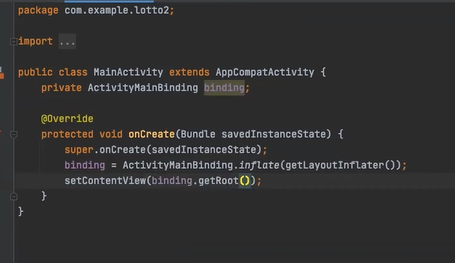 package com.example.lotto2;
import ...
public class MainActivity extends AppCompatActivity {
private ActivityMainBinding binding;
@Override
protected void onCreate(Bundle savedInstanceState) {
super.onCreate(savedInstanceState);
binding = ActivityMainBinding.inflate(getLayoutInflater());
setContentView(binding.getRoot());
}
}